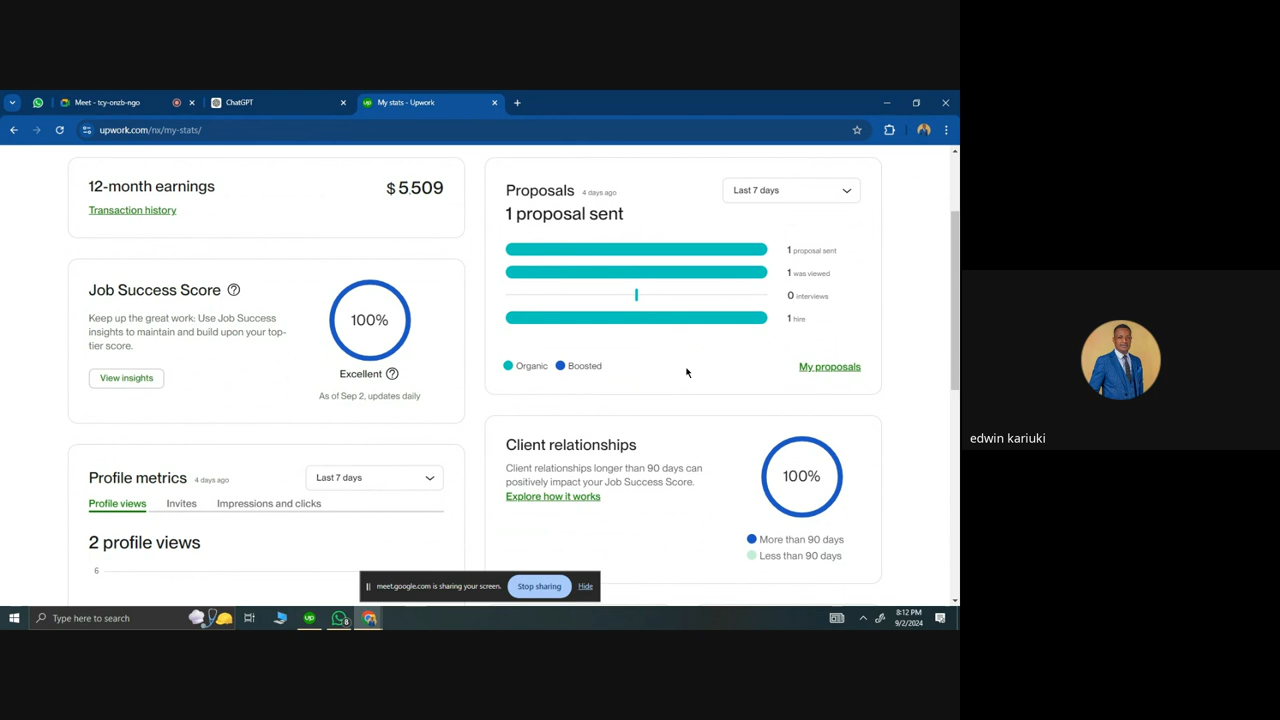 Meet - tcy-onzb-ngo
ChatGPT
My stats - Upwork
upwork.com/nx/my-stats/
12-month earnings
$5509
Transaction history
Job Success Score
Keep up the great work: Use Job Success
insights to maintain and build upon your top-
tier score.
View insights
100%
Excellent
As of Sep 2, updates daily
Profile metrics 4 days ago
Last 7 days
Profile views Invites Impressions and clicks
2 profile views
6
Proposals 4 days ago
Last 7 days
1 proposal sent
1 proposal sent
1 was viewed
0 interviews
1 hire
Organic Boosted
My proposals
Client relationships
Client relationships longer than 90 days can
positively impact your Job Success Score.
Explore how it works
100%
More than 90 days
Less than 90 days
meet.google.com is sharing your screen.
Stop sharing
Hide
Type here to search
up
8
8:12 PM
9/2/2024
edwin kariuki